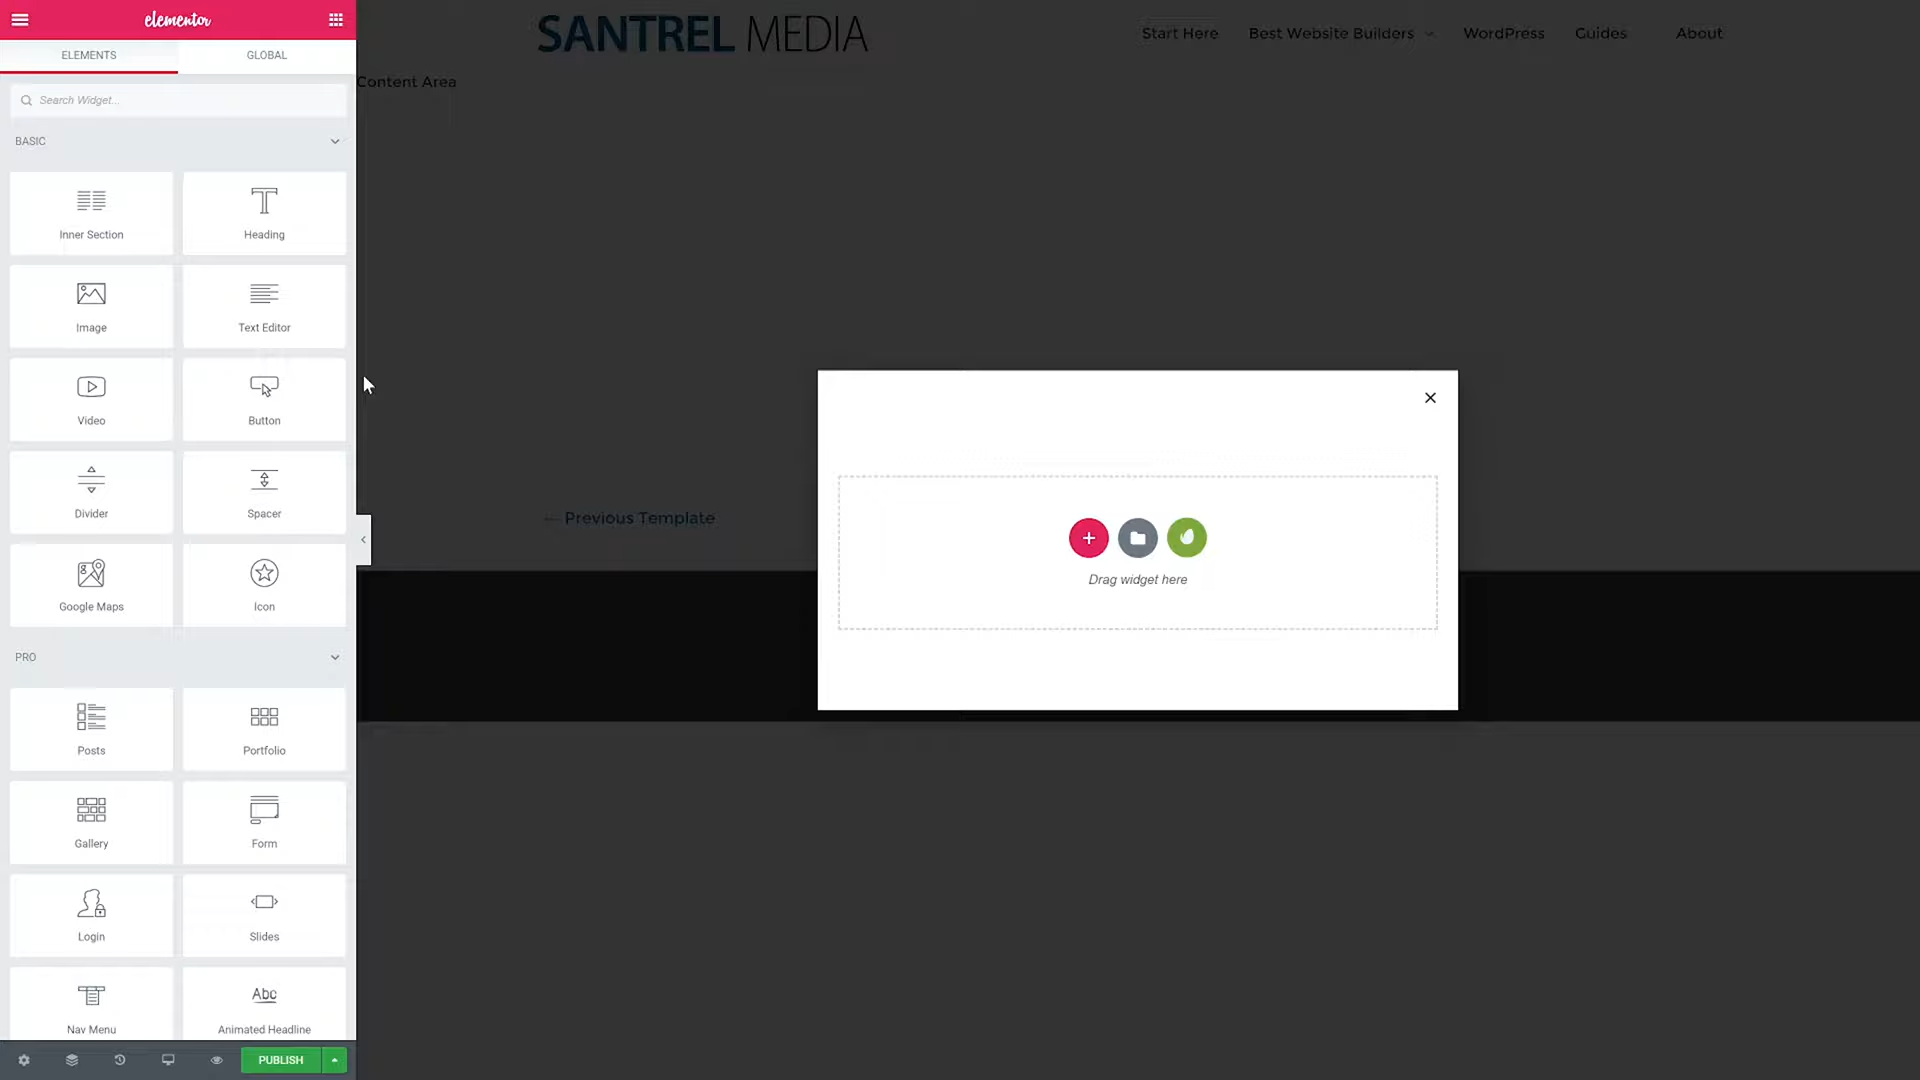 elementor
ELEMENTS GLOBAL
Search Widget...
BASIC
Inner Section Heading
Image Text Editor
Video Button
Divider Spacer
Google Maps Icon
PRO
Posts Portfolio
Gallery Form
Login Slides
Abc
Nav Menu Animated Headline
PUBLISH
SANTREL MEDIA
Start Here Best Website Builders WordPress Guides About
Content Area
← Previous Template
Drag widget here